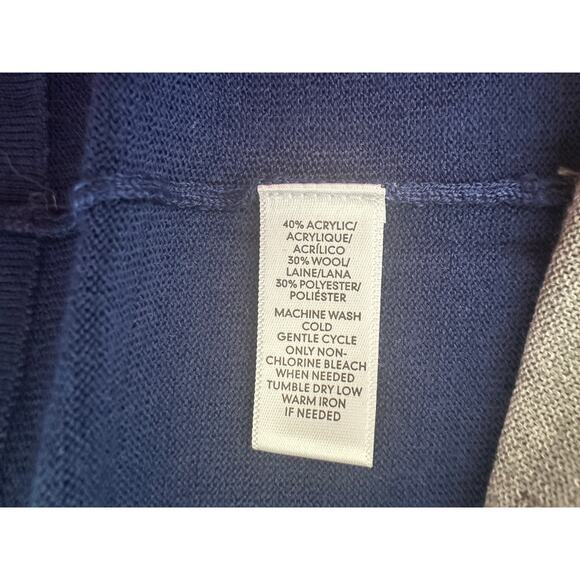 40% ACRYLIC/
ACRYLIQUE/
ACRÍLICO
30% WOOL/
LAINE/LANA
30% POLYESTER/
POLIÉSTER
MACHINE WASH
COLD
GENTLE CYCLE
ONLY NON-
CHLORINE BLEACH
WHEN NEEDED
TUMBLE DRY LOW
WARM IRON
IF NEEDED